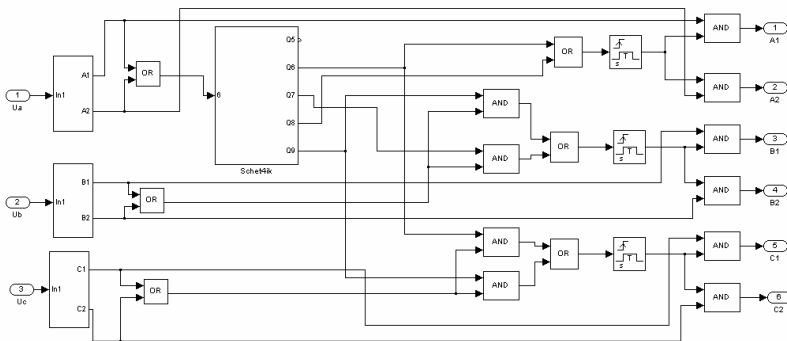 1
Ua
In1
A1
A2
OR
6
Q5
Q6
Q7
Q8
Q9
Schet4ik
OR
s
AND
1
A1
AND
2
A2
AND
AND
OR
s
AND
3
B1
AND
4
B2
2
Ub
In1
B1
B2
OR
3
Uc
In1
C1
C2
OR
AND
AND
OR
s
AND
5
C1
AND
6
C2